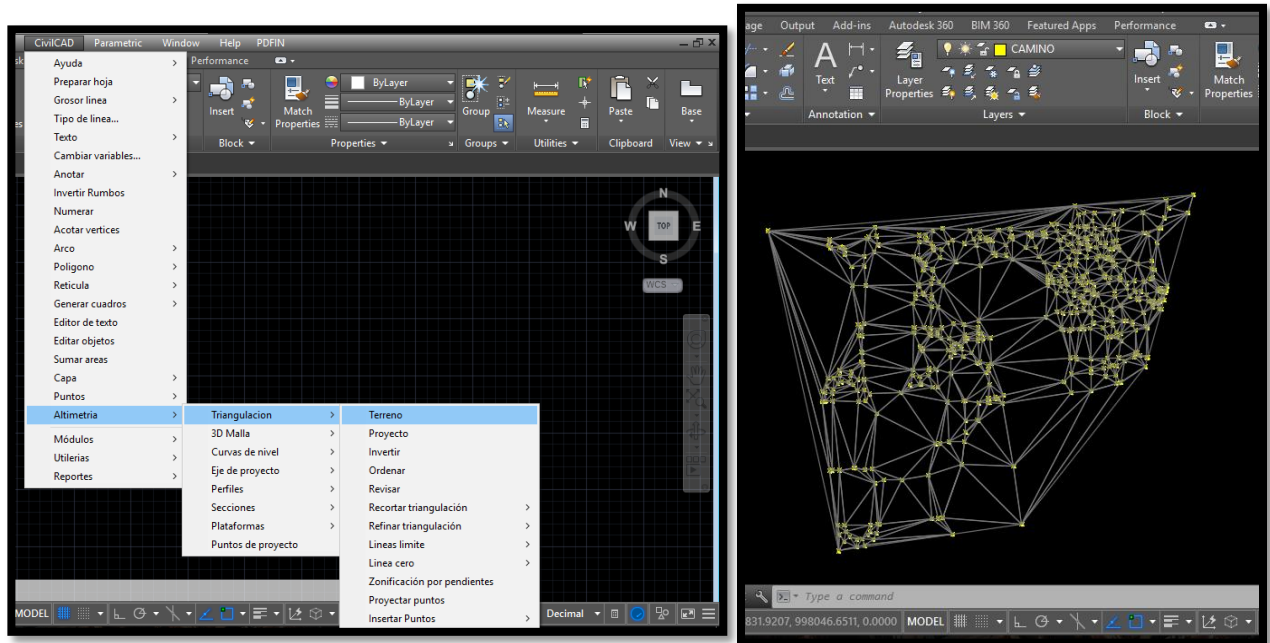 CivilCAD Parametric Window Help PDFIN
Performance
Ayuda
Preparar hoja
Grosor linea
Tipo de linea...
Texto
Cambiar variables...
Anotar
Invertir Rumbos
Numerar
Acotar vertices
Arco
Poligono
Reticula
Generar cuadros
Editor de texto
Editar objetos
Sumar areas
Capa
Puntos
Altimetria
Módulos
Utilerias
Reportes
Insert
Block
Match
Properties
ByLayer
ByLayer
ByLayer
Properties
Group
Groups
Measure
Utilities
Paste
Clipboard
Base
View
N
W TOP E
S
WCS
Triangulacion
3D Malla
Curvas de nivel
Eje de proyecto
Perfiles
Secciones
Plataformas
Puntos de proyecto
Terreno
Proyecto
Invertir
Ordenar
Revisar
Recortar triangulación
Refinar triangulación
Lineas limite
Linea cero
Zonificación por pendientes
Proyectar puntos
Insertar Puntos
MODEL
Decimal
age Output Add-ins Autodesk 360 BIM 360 Featured Apps Performance
Text
Annotation
Layer
Properties
CAMINO
Layers
Insert
Block
Match
Properties
Type a command
831.9207, 998046.6511, 0.0000 MODEL